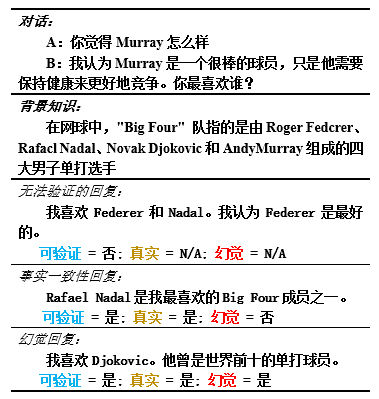 对话:
A:你觉得 Murray 怎么样
B:我认为 Murray 是一个很棒的球员，只是他需要
保持健康来更好地竞争。你最喜欢谁？
背景知识:
在网球中，"Big Four" 队指的是由 Roger Fedcrer、
Rafacl Nadal、Novak Djokovic 和 AndyMurray 组成的四
大男子单打选手
无法验证的回复:
我喜欢 Federer 和 Nadal。我认为 Federer 是最好
的。
可验证 = 否; 真实 = N/A; 幻觉 = N/A
事实一致性回复:
Rafael Nadal 是我最喜欢的 Big Four 成员之一。
可验证 = 是; 真实 = 是; 幻觉 = 否
幻觉回复:
我喜欢 Djokovic。他曾是世界前十的单打球员。
可验证 = 是; 真实 = 是; 幻觉 = 是